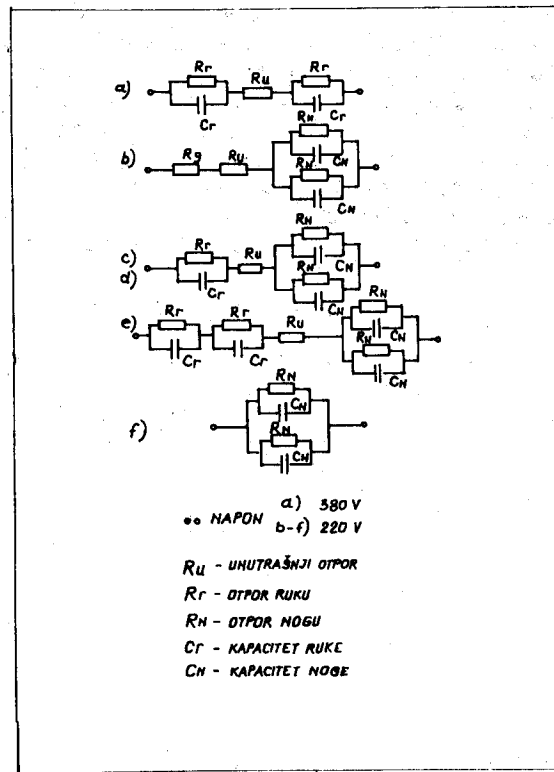 Rr Ru Rr
a)
Cr Cr
RN
b) Rg Ru CN
RN
CN
RN
c) Rr Ru
d) RN CN
Cr CN
e) Rr Rr Ru RN
Cr Cr RN CN
CN
RN
f) CN
RN
CN
NAPON a) 380 V
b-f) 220 V
Ru - UNUTRAŠNJI OTPOR
Rr - OTPOR RUKU
RN - OTPOR NOGU
Cr - KAPACITET RUKE
CN - KAPACITET NOGE